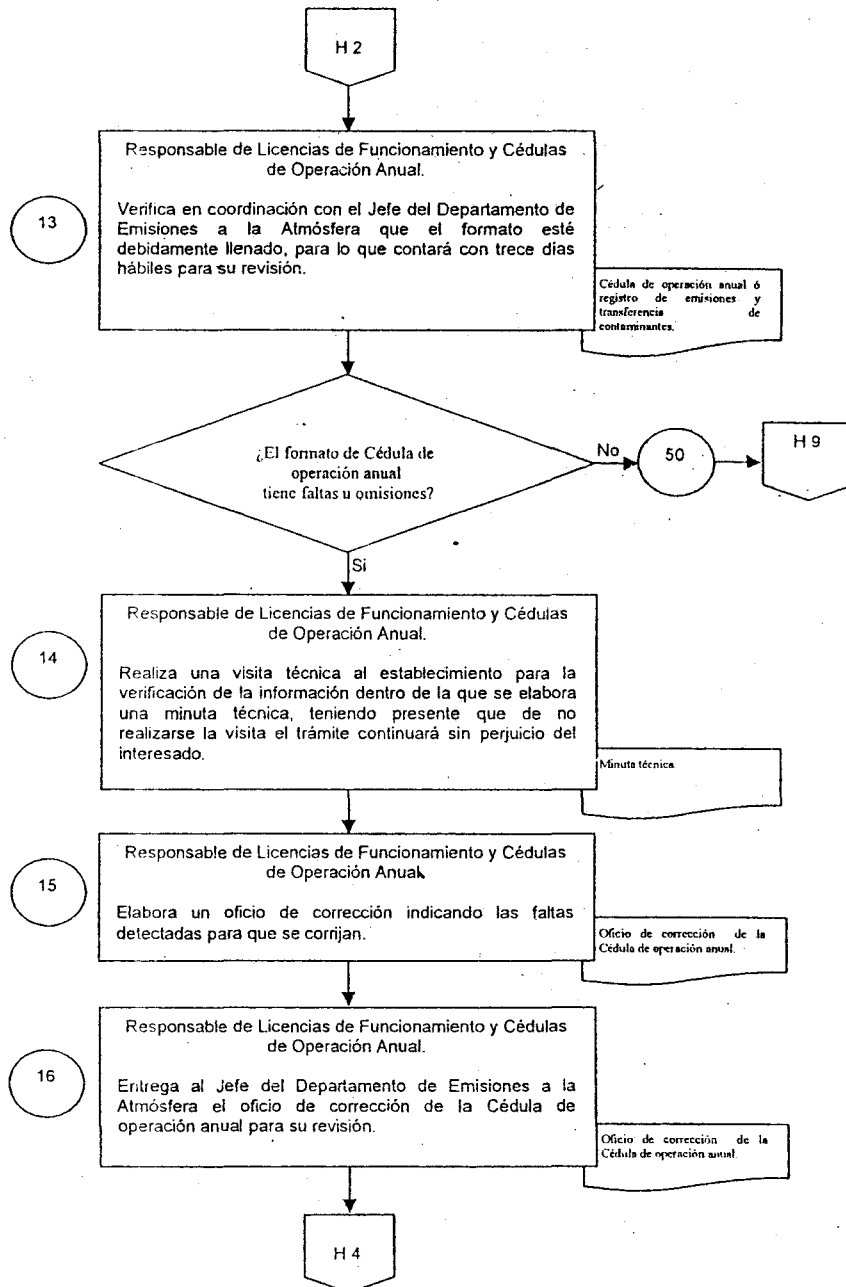 H 2
Responsable de Licencias de Funcionamiento y Cédulas
de Operación Anual.
13
Verifica en coordinación con el Jefe del Departamento de
Emisiones a la Atmósfera que el formato esté
debidamente llenado, para lo que contará con trece días
hábiles para su revisión.
Cédula de operación anual ó
registro de emisiones y
transferencia de
contaminantes.
¿El formato de Cédula de
operación anual
tiene faltas u omisiones?
No
50
H 9
Si
Responsable de Licencias de Funcionamiento y Cédulas
de Operación Anual.
14
Realiza una visita técnica al establecimiento para la
verificación de la información dentro de la que se elabora
una minuta técnica, teniendo presente que de no
realizarse la visita el trámite continuará sin perjuicio del
interesado.
Minuta técnica.
Responsable de Licencias de Funcionamiento y Cédulas
de Operación Anual.
15
Elabora un oficio de corrección indicando las faltas
detectadas para que se corrijan.
Oficio de corrección de la
Cédula de operación anual.
Responsable de Licencias de Funcionamiento y Cédulas
de Operación Anual.
16
Entrega al Jefe del Departamento de Emisiones a la
Atmósfera el oficio de corrección de la Cédula de
operación anual para su revisión.
Oficio de corrección de la
Cédula de operación anual.
H 4